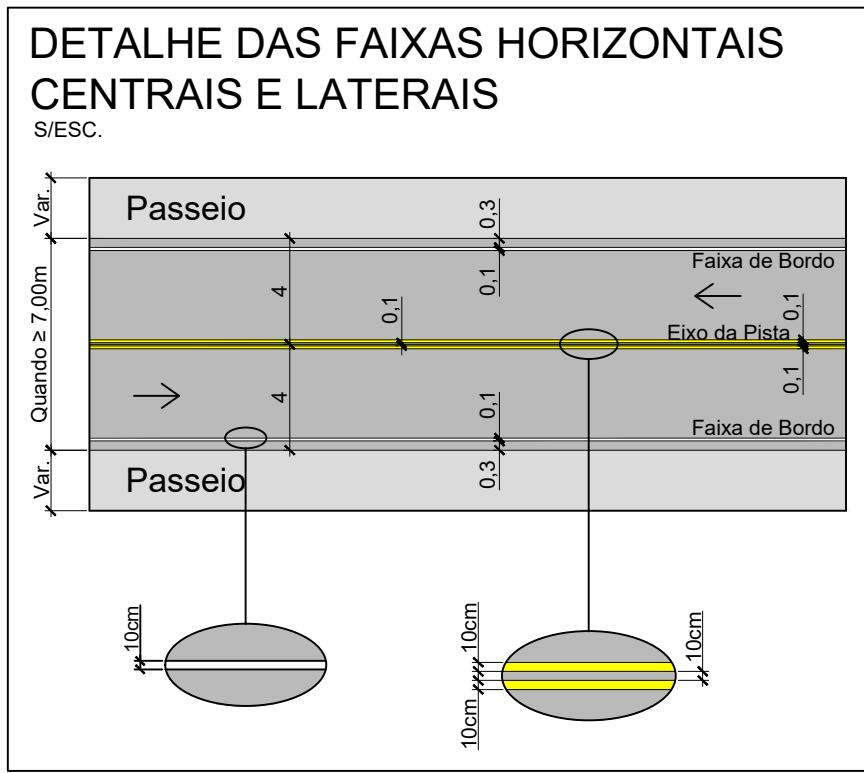 DETALHE DAS FAIXAS HORIZONTAIS
CENTRAIS E LATERAIS
S/ESC.
Var.
Passeio
0,3
0,1
Faixa de Bordo
4
0,1
Eixo da Pista
0,1
0,1
Quando ≥ 7,00m
4
0,1
Faixa de Bordo
0,3
Var.
Passeio
10cm
10cm
10cm
10cm